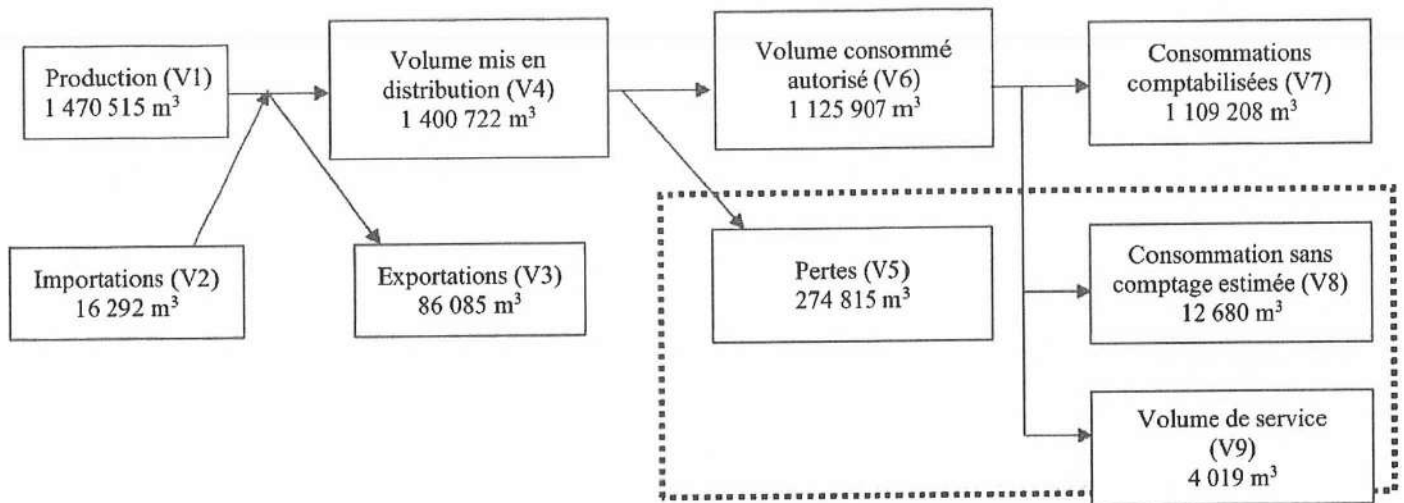 Production (V1)
1 470 515 m³
Volume mis en
distribution (V4)
1 400 722 m³
Volume consommé
autorisé (V6)
1 125 907 m³
Consommations
comptabilisées (V7)
1 109 208 m³
Importations (V2)
16 292 m³
Exportations (V3)
86 085 m³
Pertes (V5)
274 815 m³
Consommation sans
comptage estimée (V8)
12 680 m³
Volume de service
(V9)
4 019 m³